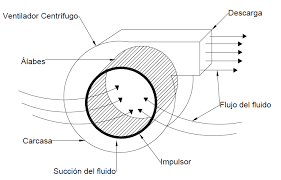 Descarga
Ventilador Centrífugo
Álabes
Flujo del fluido
Carcasa
Impulsor
Succión del fluido